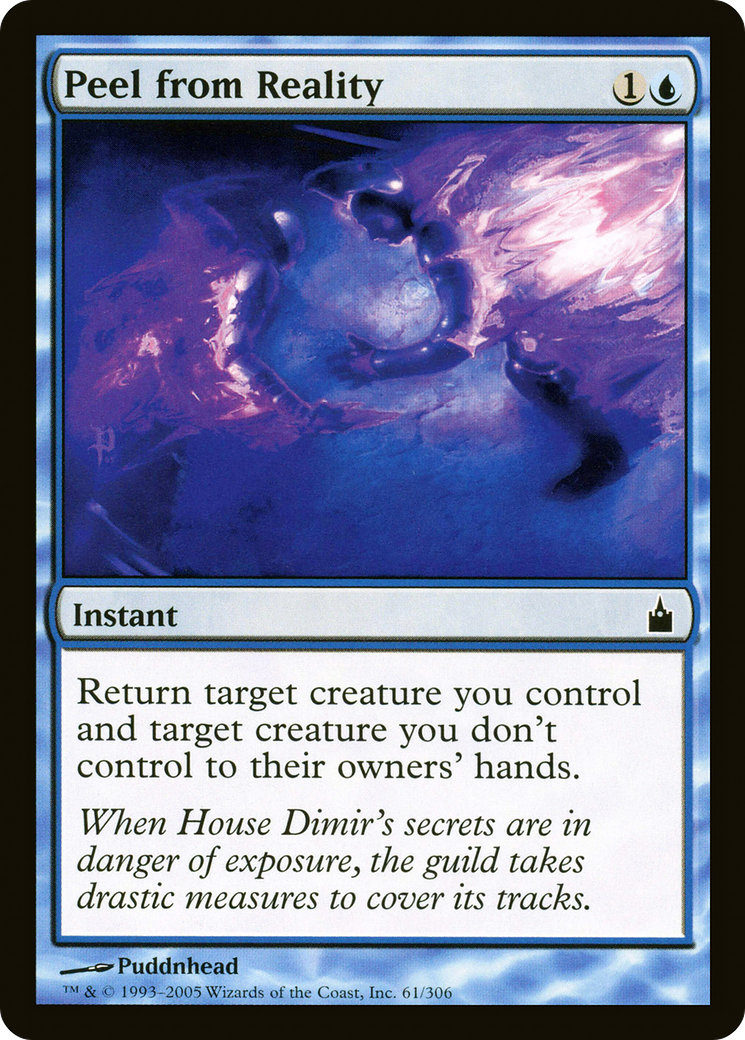 Peel from Reality
1
Instant
Return target creature you control
and target creature you don't
control to their owners' hands.
When House Dimir's secrets are in
danger of exposure, the guild takes
drastic measures to cover its tracks.
Puddnhead
™ & © 1993–2005 Wizards of the Coast, Inc. 61/306